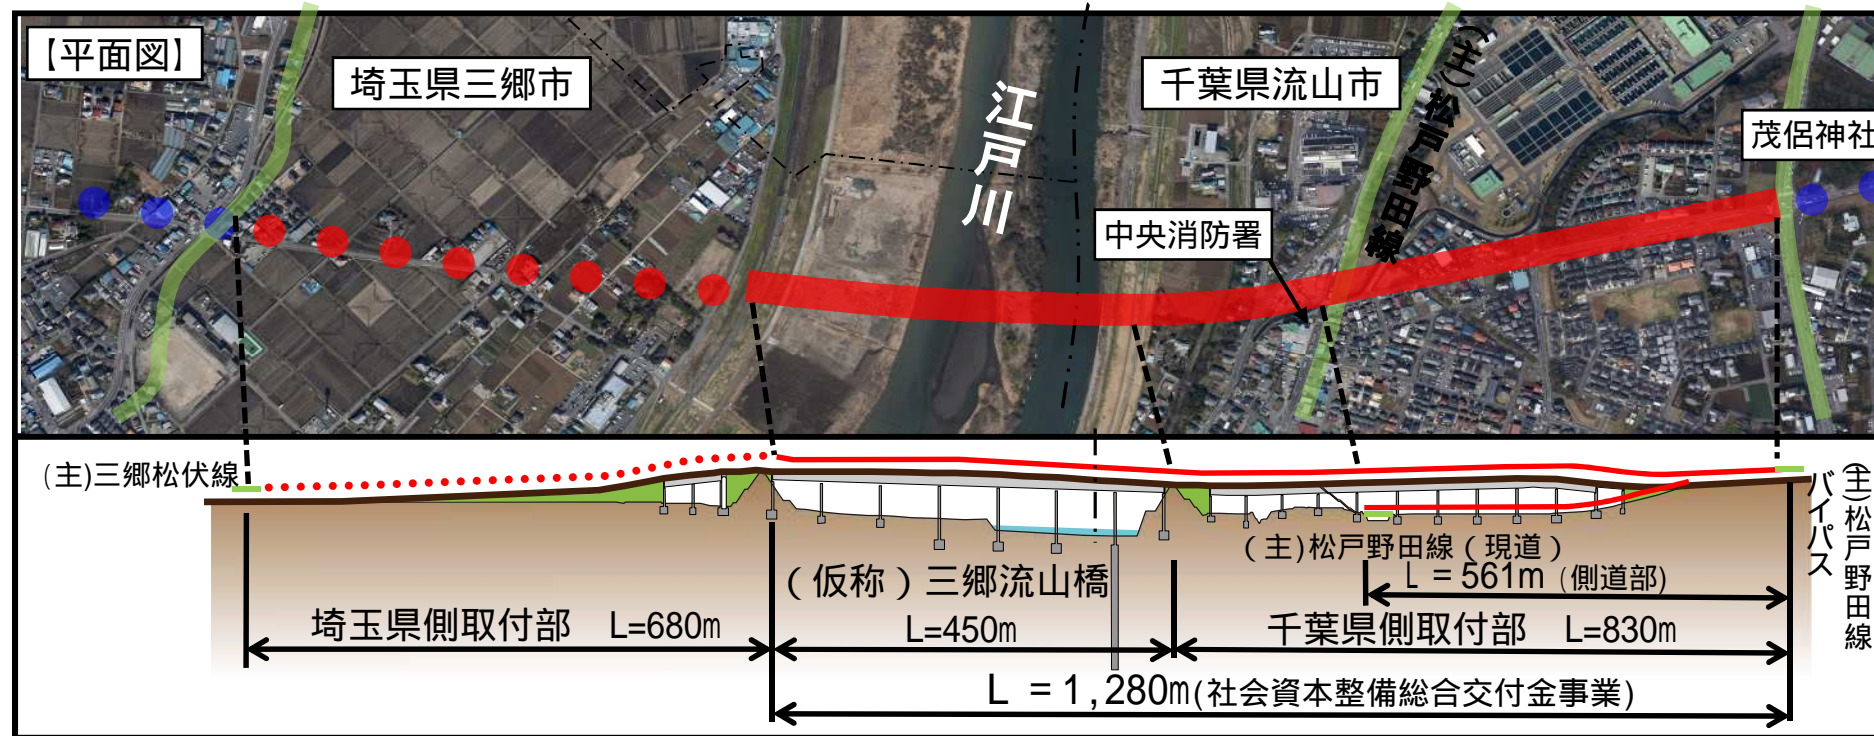 【平面図】
埼玉県三郷市
江戸川
千葉県流山市
(主)松戸野田線
茂侶神社
中央消防署
(主)三郷松伏線
(主)松戸野田線
バイパス
(主)松戸野田線(現道)
L=561m(側道部)
(仮称)三郷流山橋
埼玉県側取付部 L=680m
L=450m
千葉県側取付部 L=830m
L =1,280m(社会資本整備総合交付金事業)